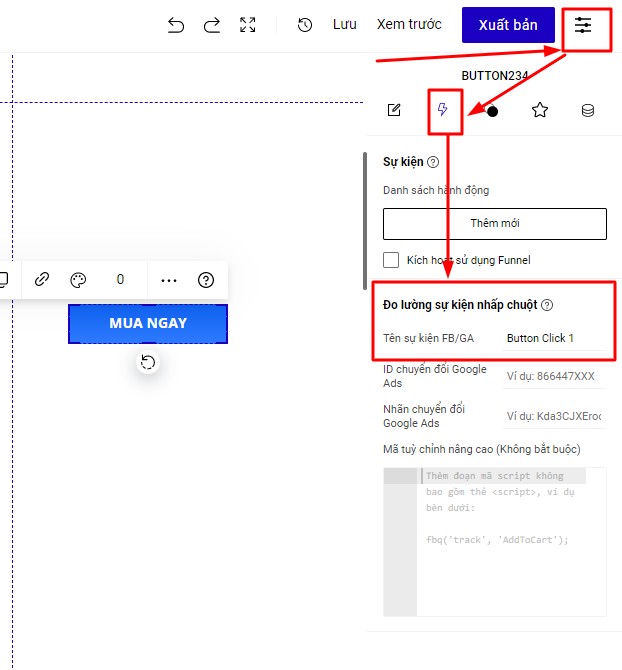 Lưu
Xem trước
Xuất bản
BUTTON234
Sự kiện
Danh sách hành động
Thêm mới
Kích hoạt sử dụng Funnel
0
Đo lường sự kiện nhấp chuột
MUA NGAY
Tên sự kiện FB/GA
Button Click 1
ID chuyển đổi Google
Ads
Ví dụ: 866447XXX
Nhãn chuyển đổi
Google Ads
Ví dụ: Kda3CJXEroc
Mã tuỳ chỉnh nâng cao (Không bắt buộc)
Thêm đoạn mã script không
bao gồm thẻ <script>, ví dụ
bên dưới:
fbq('track', 'AddToCart');